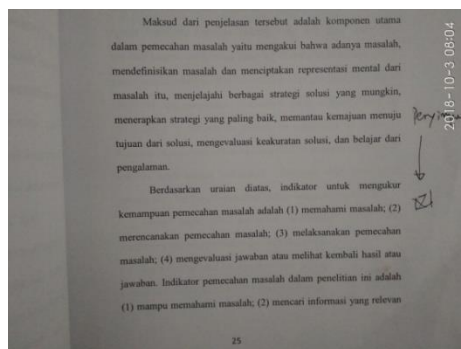 Maksud dari penjelasan tersebut adalah komponen utama
dalam pemecahan masalah yaitu mengakui bahwa adanya masalah,
mendefinisikan masalah dan menciptakan representasi mental dari
masalah itu, menjelajahi berbagai strategi solusi yang mungkin,
menerapkan strategi yang paling baik, memantau kemajuan menuju
tujuan dari solusi, mengevaluasi keakuratan solusi, dan belajar dari
pengalaman.
Berdasarkan uraian diatas, indikator untuk mengukur
kemampuan pemecahan masalah adalah (1) memahami masalah; (2)
merencanakan pemecahan masalah; (3) melaksanakan pemecahan
masalah; (4) mengevaluasi jawaban atau melihat kembali hasil atau
jawaban. Indikator pemecahan masalah dalam penelitian ini adalah
(1) mampu memahami masalah; (2) mencari informasi yang relevan
25
2018-10-3 08:04